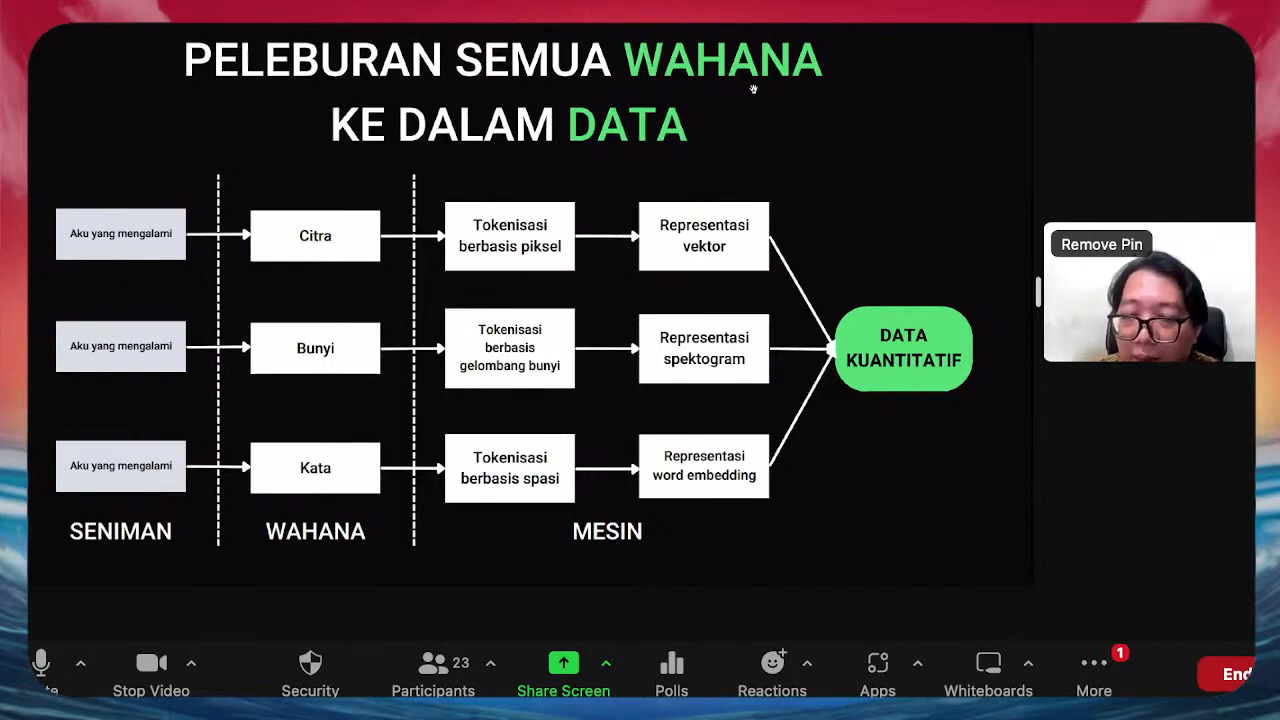 PELEBURAN SEMUA WAHANA
KE DALAM DATA
Aku yang mengalami
Citra
Tokenisasi
berbasis piksel
Representasi
vektor
Aku yang mengalami
Bunyi
Tokenisasi
berbasis
gelombang bunyi
Representasi
spektogram
DATA
KUANTITATIF
Aku yang mengalami
Kata
Tokenisasi
berbasis spasi
Representasi
word embedding
SENIMAN
WAHANA
MESIN
Remove Pin
23
1
te
Stop Video
Security
Participants
Share Screen
Polls
Reactions
Apps
Whiteboards
More
End